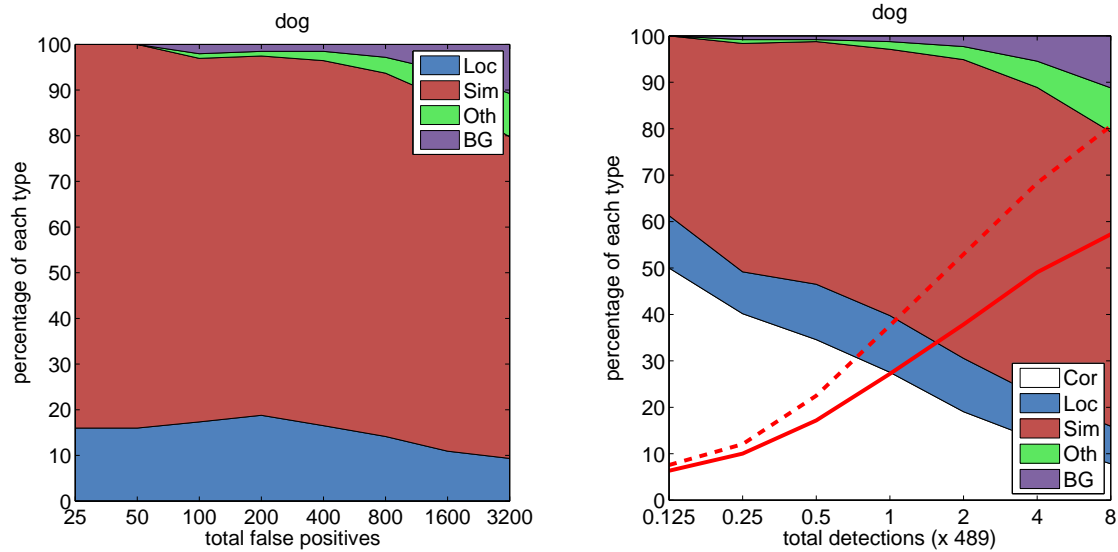 dog
percentage of each type
100
90
80
70
60
50
40
30
20
10
0
Loc
Sim
Oth
BG
25 50 100 200 400 800 1600 3200
total false positives
dog
percentage of each type
100
90
80
70
60
50
40
30
20
10
0
Cor
Loc
Sim
Oth
BG
0.125 0.25 0.5 1 2 4 8
total detections (x 489)